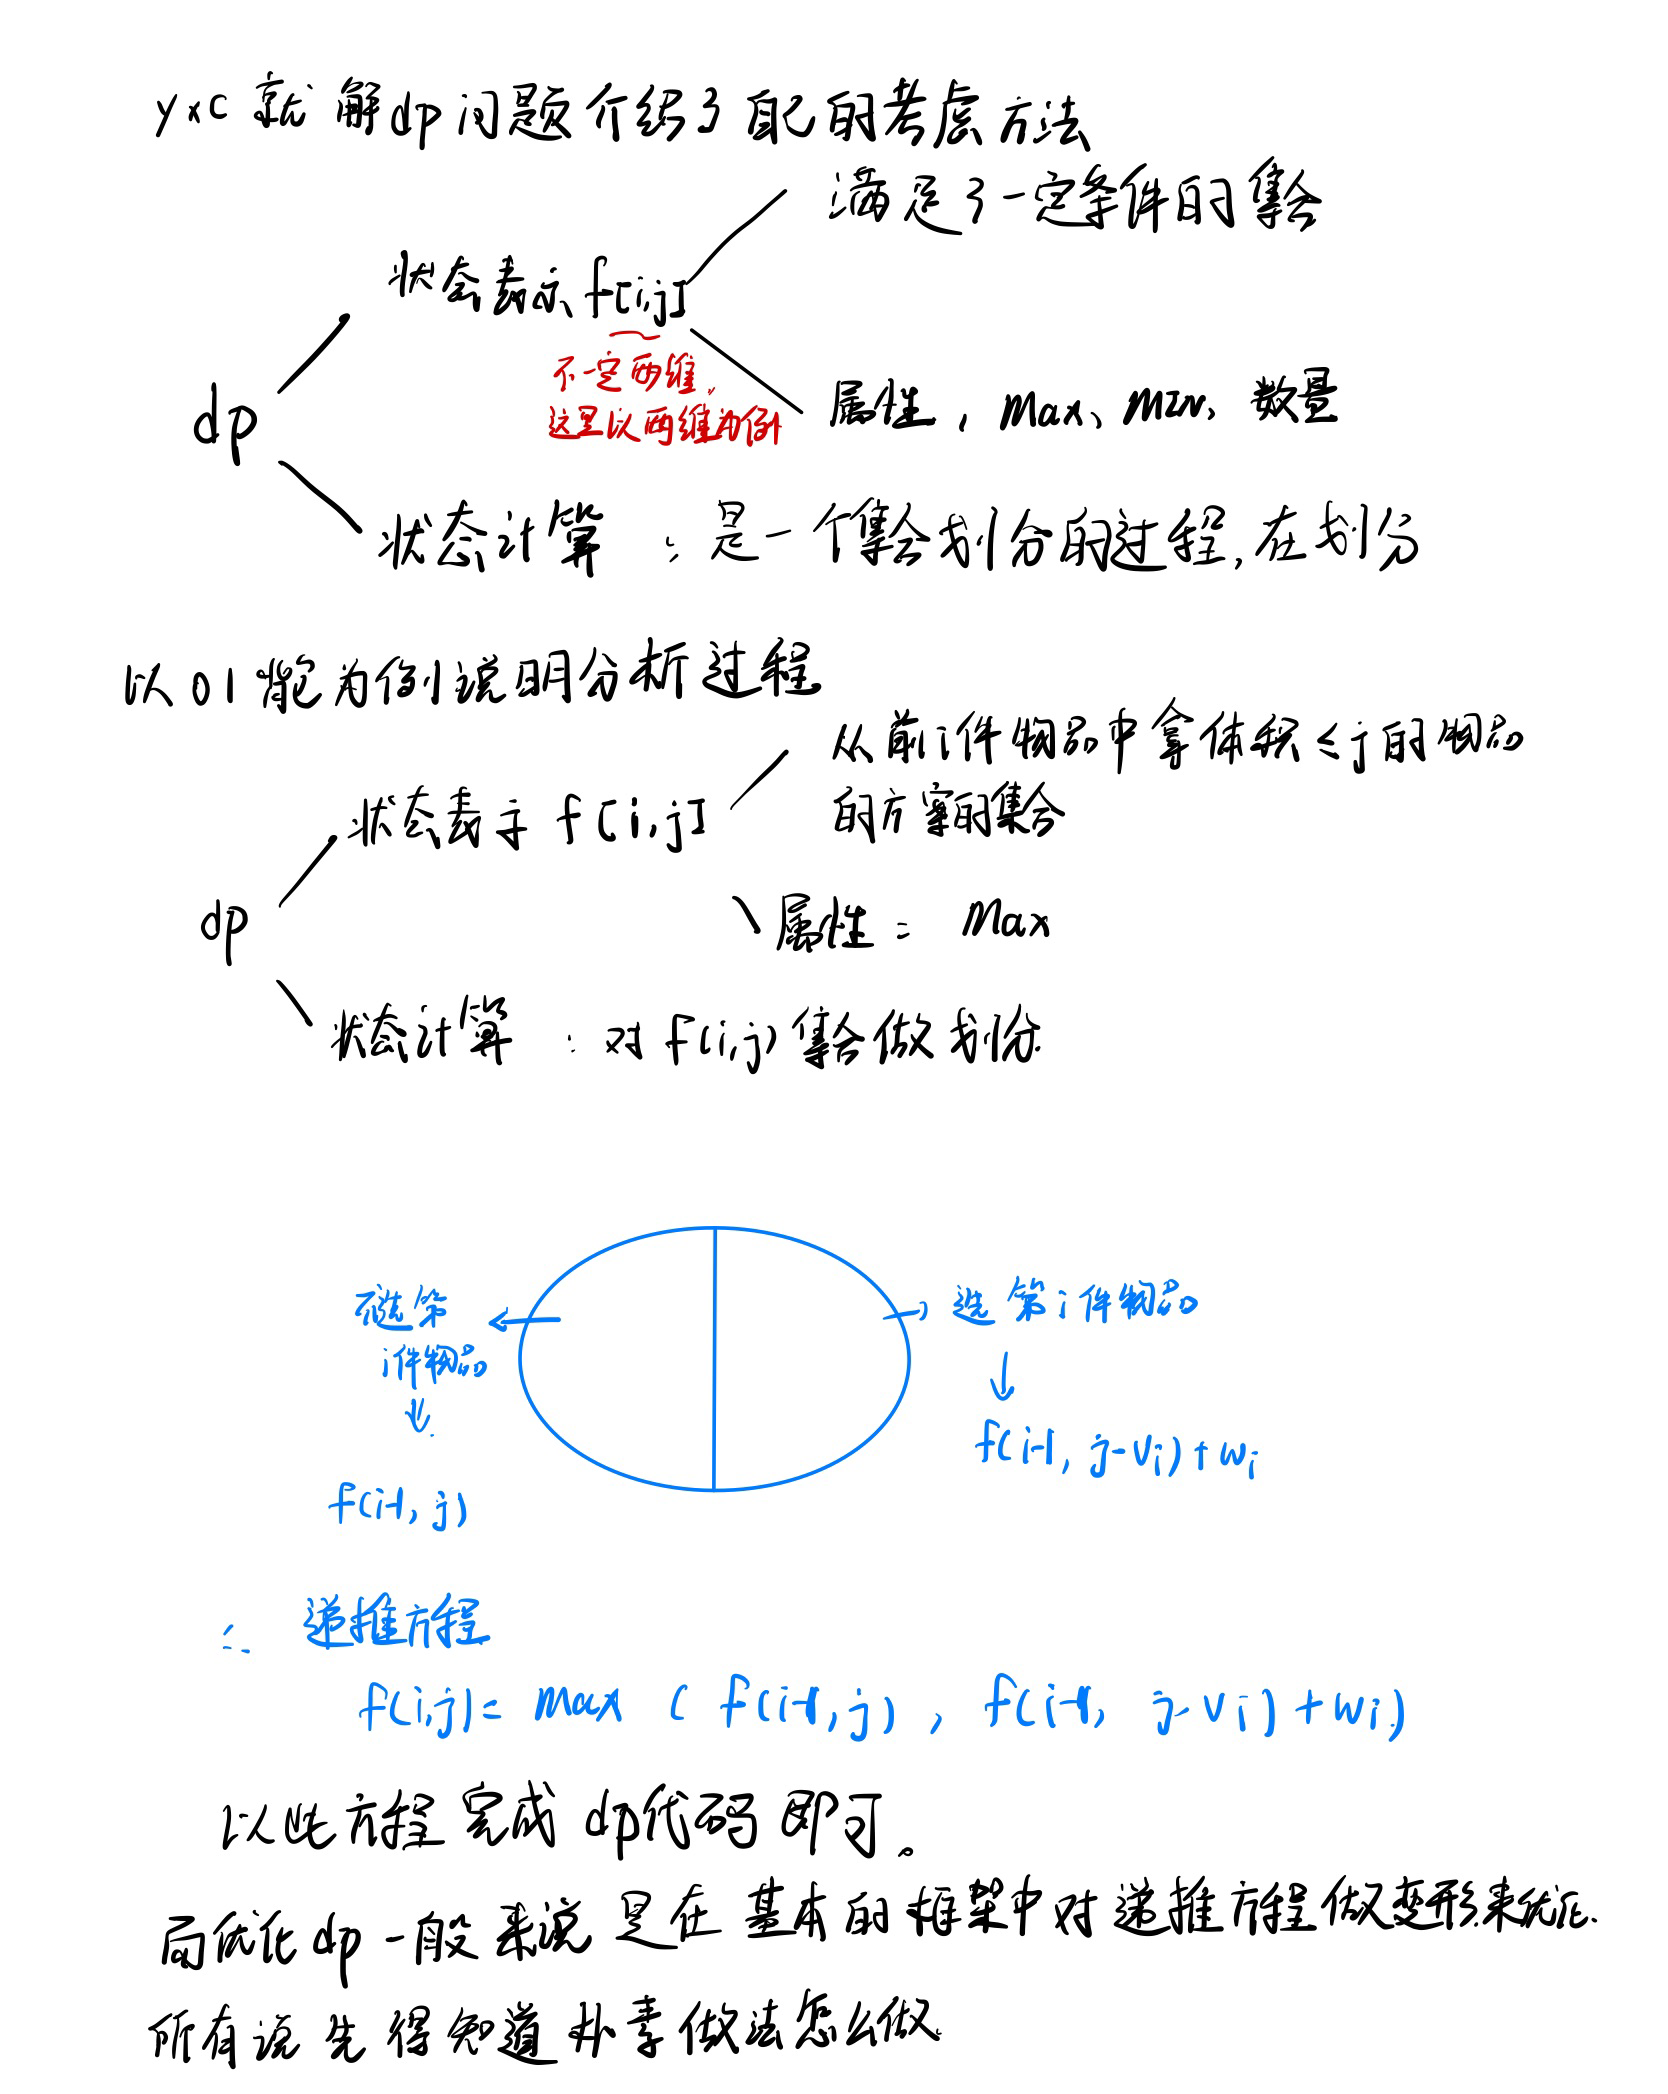 yxc 就解dp问题介绍了自己的考虑方法
满足了一定条件的集合
状态表示 f[i,j]
不一定两维,
这里以两维为例
属性, Max、MIN、数量
dp
状态计算 : 是一个集合划分的过程,在划分
以01背包为例说明分析过程
从前i件物品中拿体积≤j的物品
的方案的集合
状态表示 f[i,j]
dp
属性: Max
状态计算 : 对 f(i,j) 集合做划分.
不选第
i件物品
f(i-1, j)
选第i件物品
f(i-1, j-vi)+wi
∴ 递推方程
f(i,j)= max ( f(i-1,j) , f(i-1, j-vi)+wi)
以此方程完成 dp代码即可。
而优化dp一般来说是在基本的框架中对递推方程做变形来优化.
所有说先得知道朴素做法怎么做